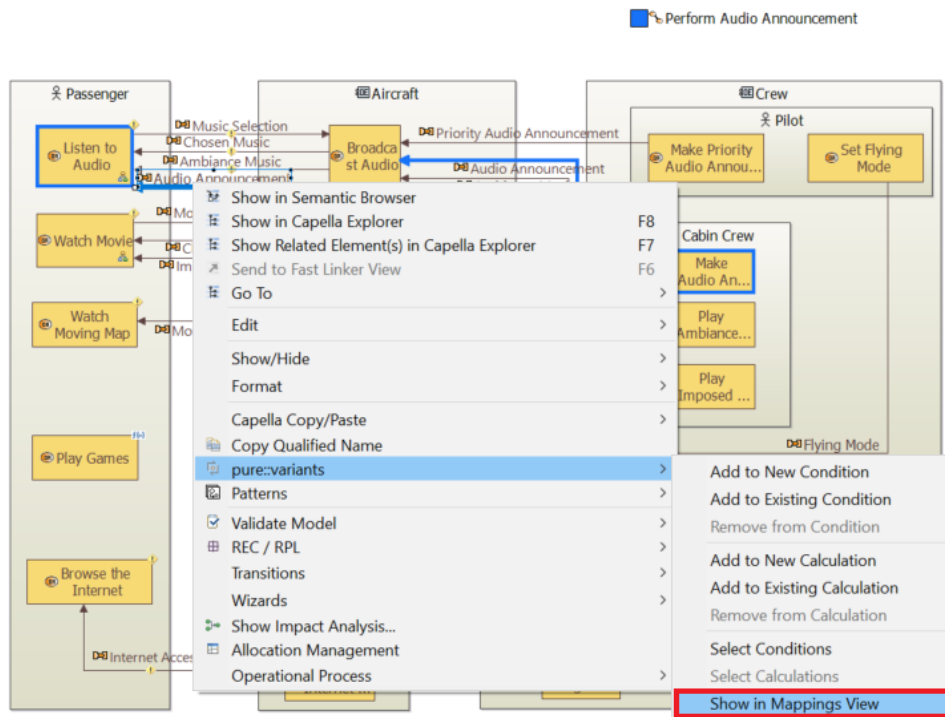 Perform Audio Announcement
Passenger
Aircraft
Crew
Pilot
Music Selection
Chosen Music
Ambiance Music
Audio Announcement
Listen to
Audio
Broadca
st Audio
Priority Audio Announcement
Audio Announcement
Make Priority
Audio Annou...
Set Flying
Mode
Watch Movie
Mo
C
Im
Watch
Moving Map
Mo
Play Games
Browse the
Internet
Internet Acces
Cabin Crew
Make
Audio An...
Play
Ambiance...
Play
Imposed ...
Flying Mode
Show in Semantic Browser
Show in Capella Explorer F8
Show Related Element(s) in Capella Explorer F7
Send to Fast Linker View F6
Go To
Edit
Show/Hide
Format
Capella Copy/Paste
Copy Qualified Name
pure::variants
Patterns
Validate Model
REC / RPL
Transitions
Wizards
Show Impact Analysis...
Allocation Management
Operational Process
Add to New Condition
Add to Existing Condition
Remove from Condition
Add to New Calculation
Add to Existing Calculation
Remove from Calculation
Select Conditions
Select Calculations
Show in Mappings View